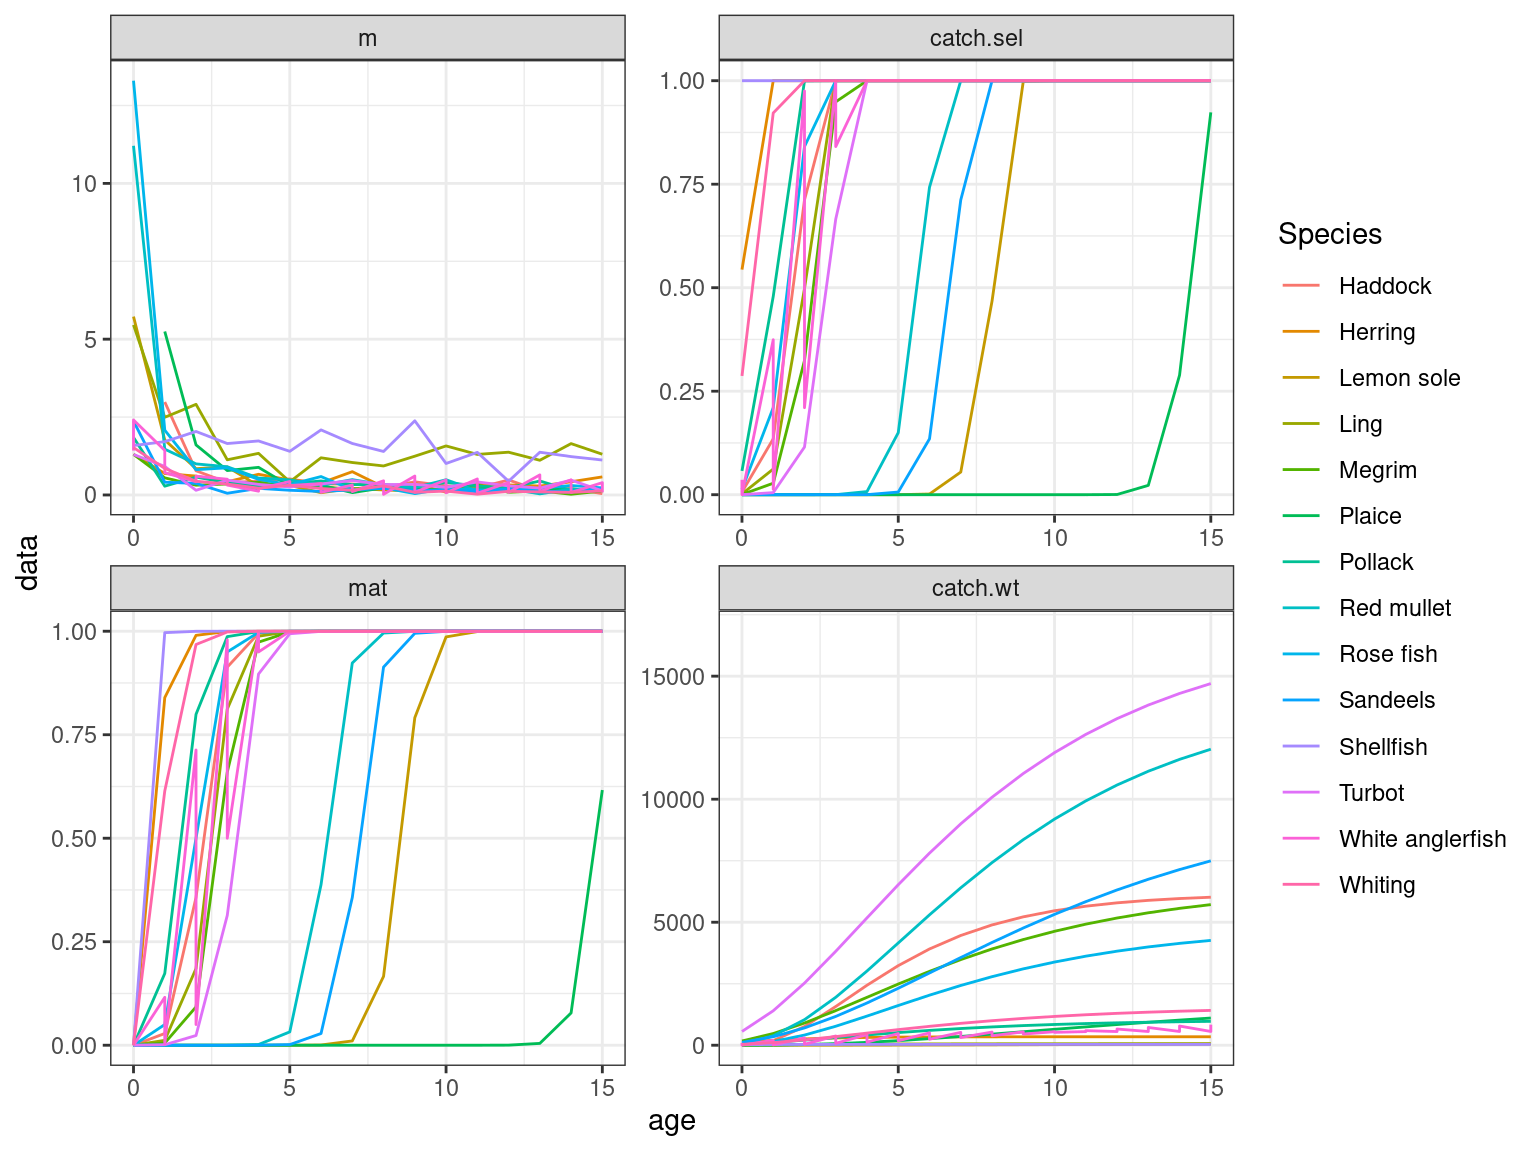 m
catch.sel
10
5
0
0
5
10
15
1.00
0.75
0.50
0.25
0.00
0
5
10
15
data
mat
catch.wt
1.00
0.75
0.50
0.25
0.00
0
5
10
15
15000
10000
5000
0
0
5
10
15
age
Species
Haddock
Herring
Lemon sole
Ling
Megrim
Plaice
Pollack
Red mullet
Rose fish
Sandeels
Shellfish
Turbot
White anglerfish
Whiting